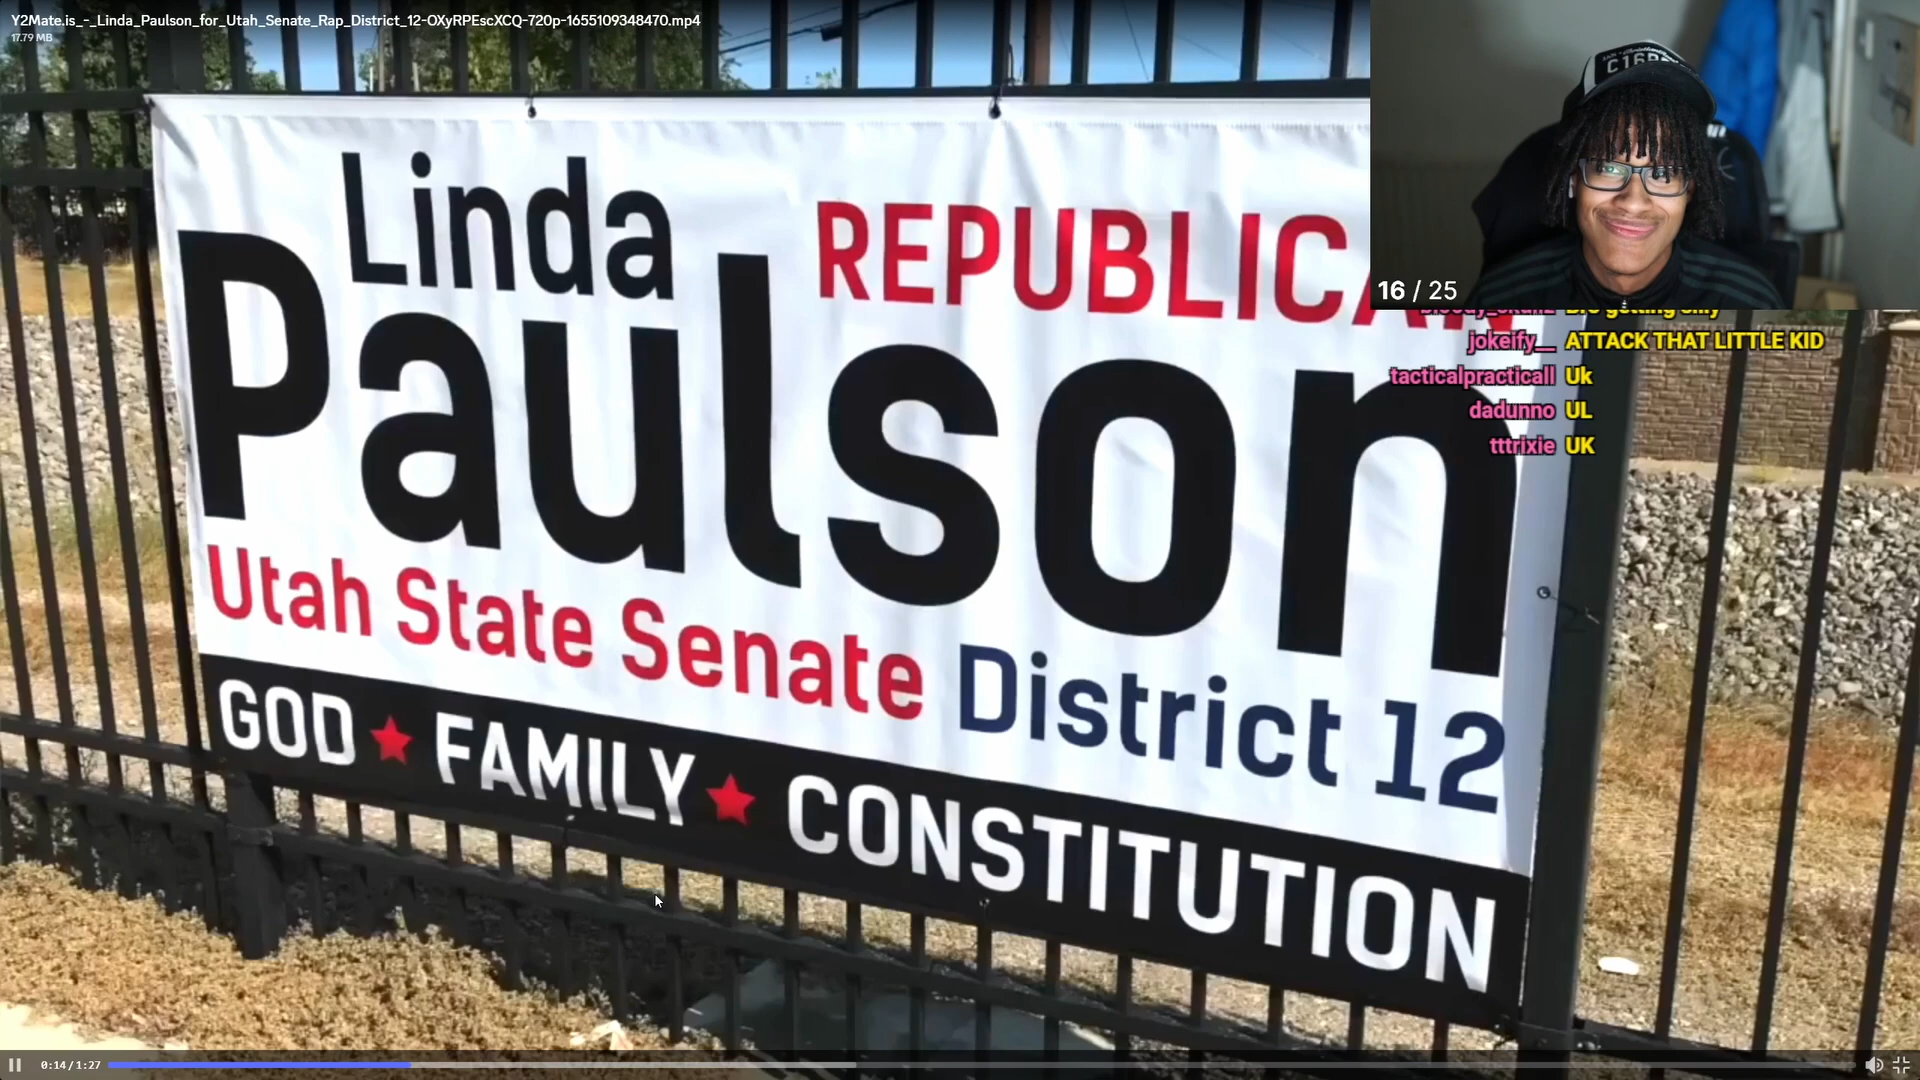 Y2Mate.is_-_Linda_Paulson_for_Utah_Senate_Rap_District_12-OXyRPEscXCQ-720p-1655109348470.mp4
17.79 MB
Linda
REPUBLICAN
Paulson
Utah State Senate District 12
GOD ★ FAMILY ★ CONSTITUTION
16 / 25
jokeify__ ATTACK THAT LITTLE KID
tacticalpracticall Uk
dadunno UL
tttrixie UK
0:14/1:27